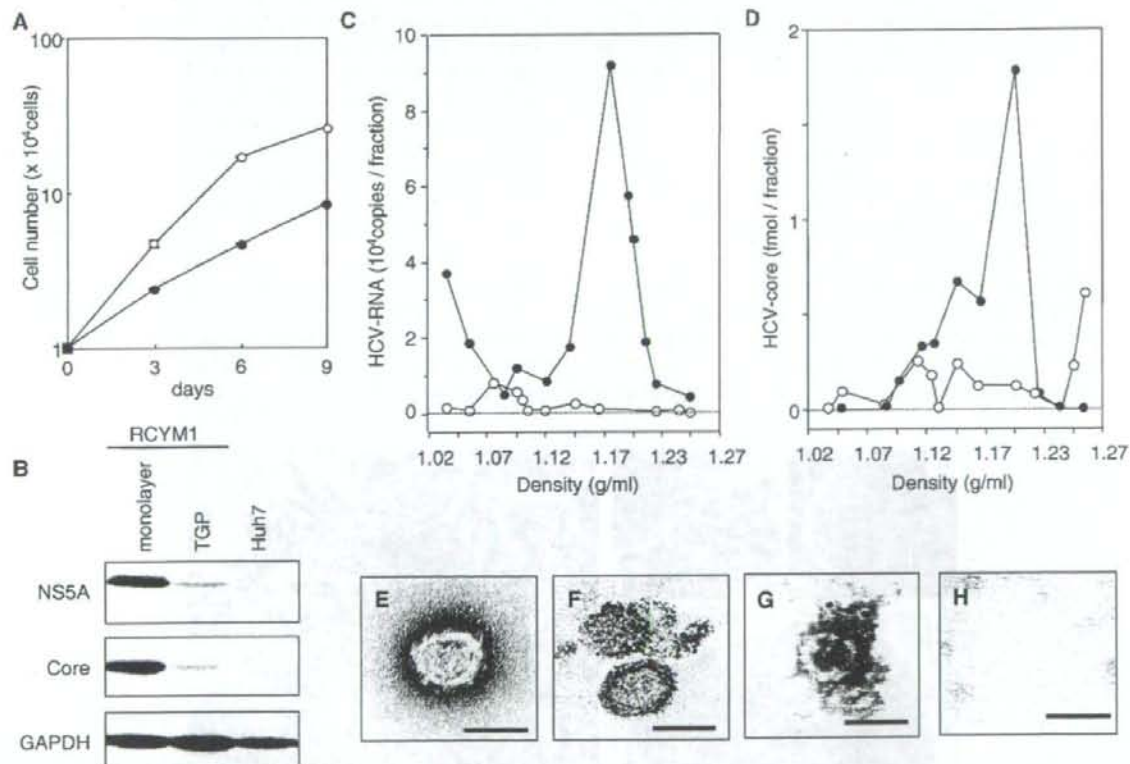 A
100
10
1
Cell number (x 10⁴cells)
0 3 6 9
days
B
RCYM1
monolayer
TGP
Huh7
NS5A
Core
GAPDH
C
10
8
6
4
2
0
HCV-RNA (10⁴copies / fraction)
1.02 1.07 1.12 1.17 1.23 1.27
Density (g/ml)
D
2
1
0
HCV-core (fmol / fraction)
1.02 1.07 1.12 1.17 1.23 1.27
Density (g/ml)
E
F
G
H